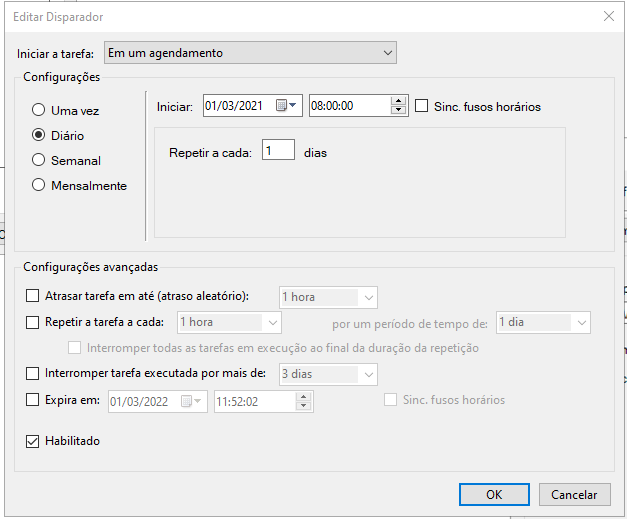 Editar Disparador
Iniciar a tarefa: Em um agendamento
Configurações
Uma vez
Diário
Semanal
Mensalmente
Iniciar: 01/03/2021 08:00:00 Sinc. fusos horários
Repetir a cada: 1 dias
Configurações avançadas
Atrasar tarefa em até (atraso aleatório): 1 hora
Repetir a tarefa a cada: 1 hora por um período de tempo de: 1 dia
Interromper todas as tarefas em execução ao final da duração da repetição
Interromper tarefa executada por mais de: 3 dias
Expira em: 01/03/2022 11:52:02 Sinc. fusos horários
Habilitado
OK Cancelar